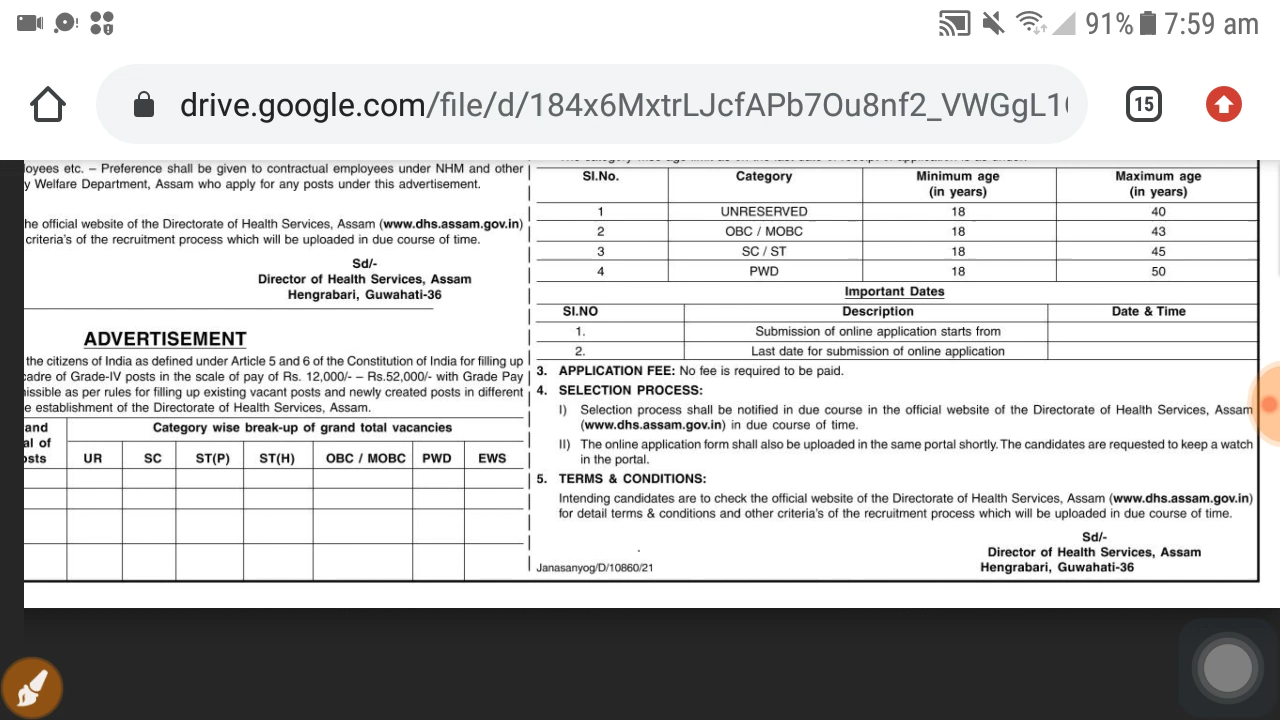 91% 7:59 am
drive.google.com/file/d/184x6MxtrLJcfAPb7Ou8nf2_VWGgL1
15
etc. – Preference shall be given to contractual employees under NHM and other
Welfare Department, Assam who apply for any posts under this advertisement.
official website of the Directorate of Health Services, Assam (www.dhs.assam.gov.in)
criteria's of the recruitment process which will be uploaded in due course of time.
Sd/-
Director of Health Services, Assam
Hengrabari, Guwahati-36
ADVERTISEMENT
the citizens of India as defined under Article 5 and 6 of the Constitution of India for filling up
of Grade-IV posts in the scale of pay of Rs. 12,000/- – Rs.52,000/- with Grade Pay
as per rules for filling up existing vacant posts and newly created posts in different
establishment of the Directorate of Health Services, Assam.
Category wise break-up of grand total vacancies
of
UR SC ST(P) ST(H) OBC / MOBC PWD EWS
SI.No. Category Minimum age (in years) Maximum age (in years)
1 UNRESERVED 18 40
2 OBC / MOBC 18 43
3 SC / ST 18 45
4 PWD 18 50
Important Dates
SI.NO Description Date & Time
1. Submission of online application starts from
2. Last date for submission of online application
3. APPLICATION FEE: No fee is required to be paid.
4. SELECTION PROCESS:
I) Selection process shall be notified in due course in the official website of the Directorate of Health Services, Assam
(www.dhs.assam.gov.in) in due course of time.
II) The online application form shall also be uploaded in the same portal shortly. The candidates are requested to keep a watch
in the portal.
5. TERMS & CONDITIONS:
Intending candidates are to check the official website of the Directorate of Health Services, Assam (www.dhs.assam.gov.in)
for detail terms & conditions and other criteria's of the recruitment process which will be uploaded in due course of time.
Sd/-
Director of Health Services, Assam
Hengrabari, Guwahati-36
Janasanyog/D/10860/21